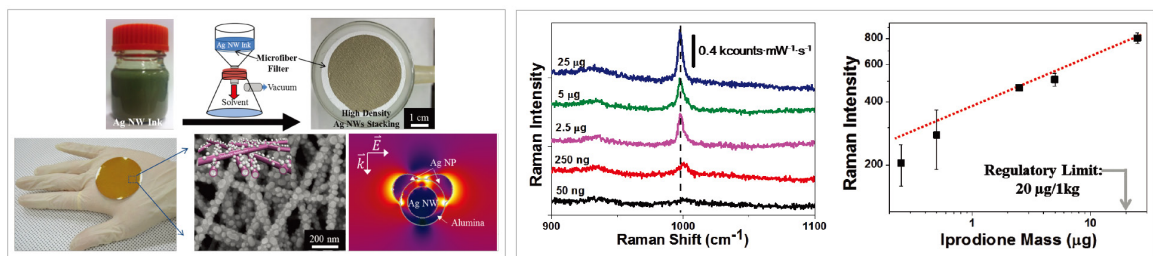 Ag NW Ink
Ag NW Ink
Microfiber
Filter
Vacuum
Solvent
High Density
Ag NWs Stacking
1 cm
200 nm
E
k
Ag NP
Ag NW
Alumina
Raman Intensity
0.4 kcounts·mW⁻¹·s⁻¹
25 μg
5 μg
2.5 μg
250 ng
50 ng
900
1000
1100
Raman Shift (cm⁻¹)
Raman Intensity
800
600
400
200
Regulatory Limit:
20 μg/1kg
1
10
Iprodione Mass (μg)